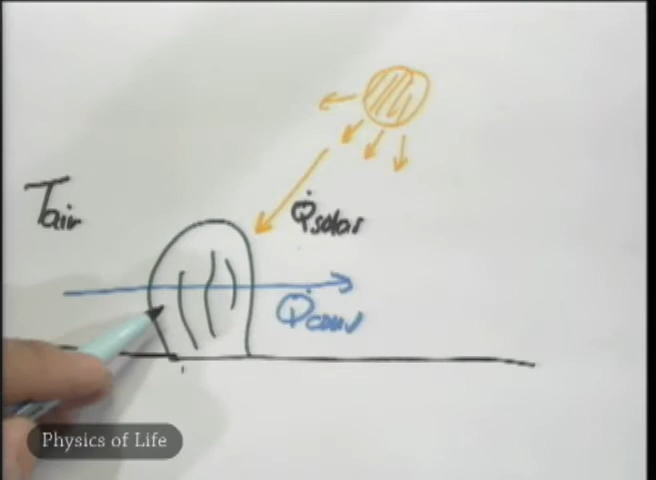 Tair
Q̇solar
Q̇conv
Physics of Life